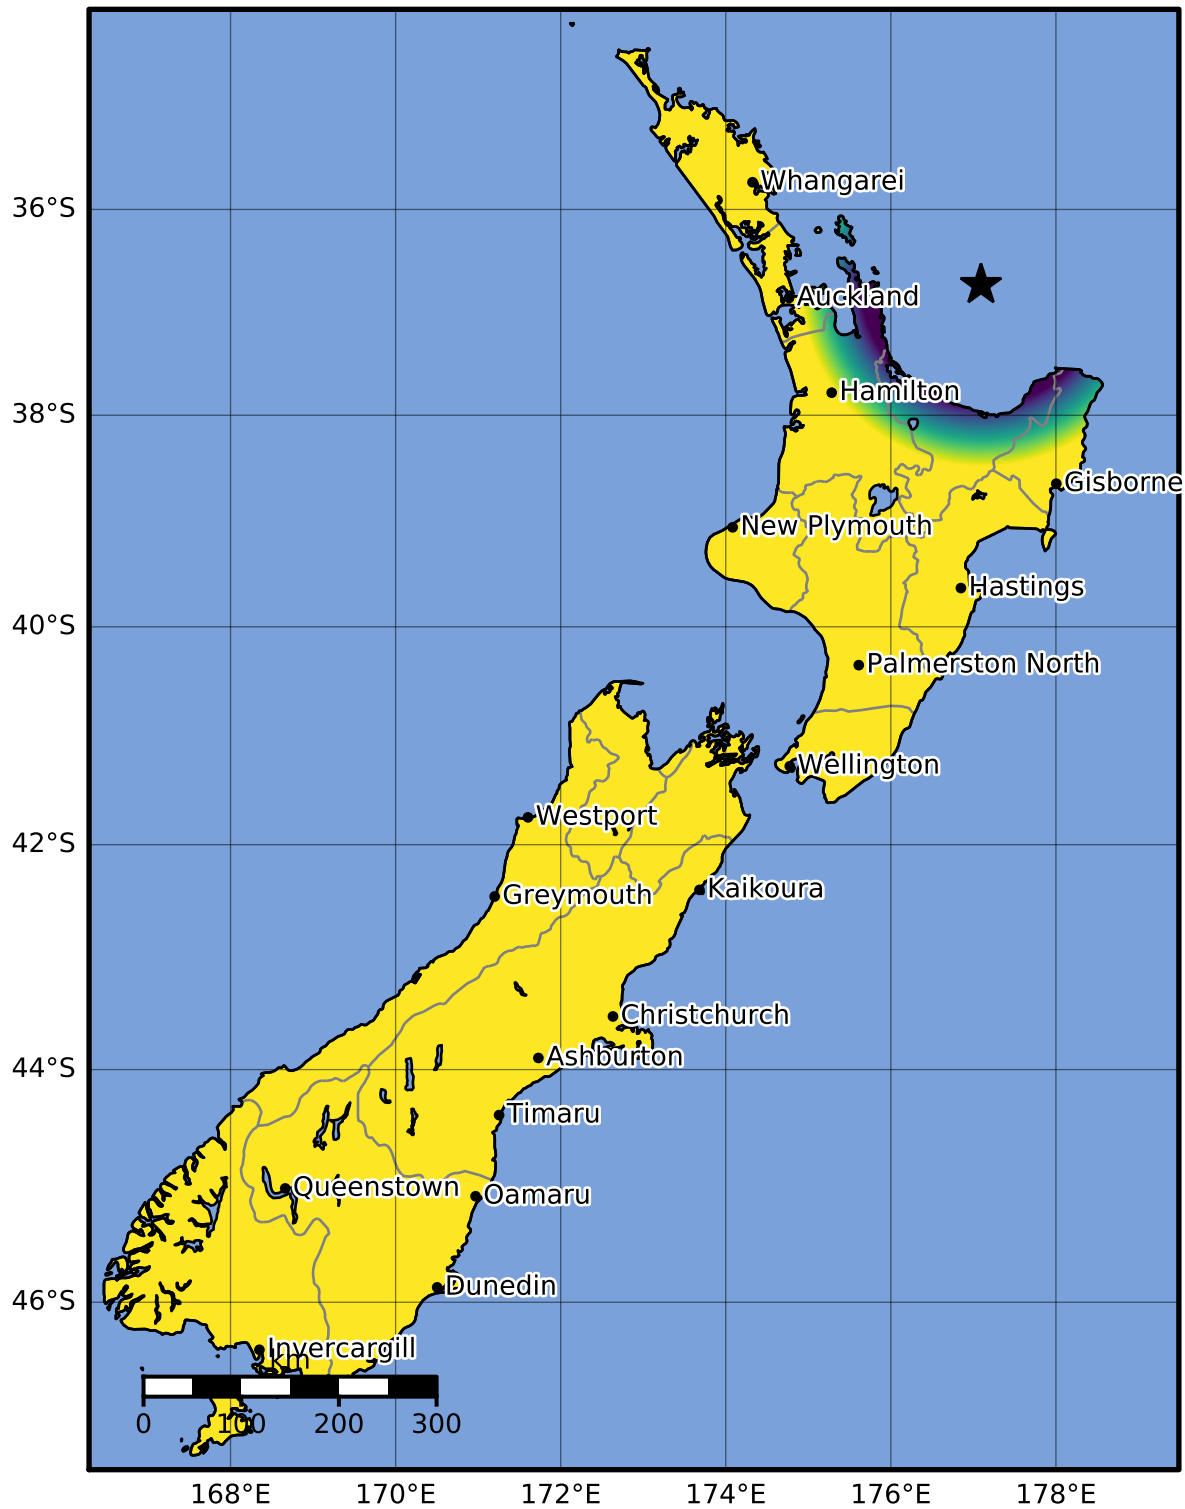 Whangarei
36°S
Auckland
Hamilton
38°S
Gisborne
New Plymouth
Hastings
40°S
Palmerston North
Wellington
Westport
42°S
Kaikoura
Greymouth
Christchurch
Ashburton
44°S
Timaru
Queenstown
Oamaru
Dunedin
46°S
Invercargill
km
0 100 200 300
168°E 170°E 172°E 174°E 176°E 178°E